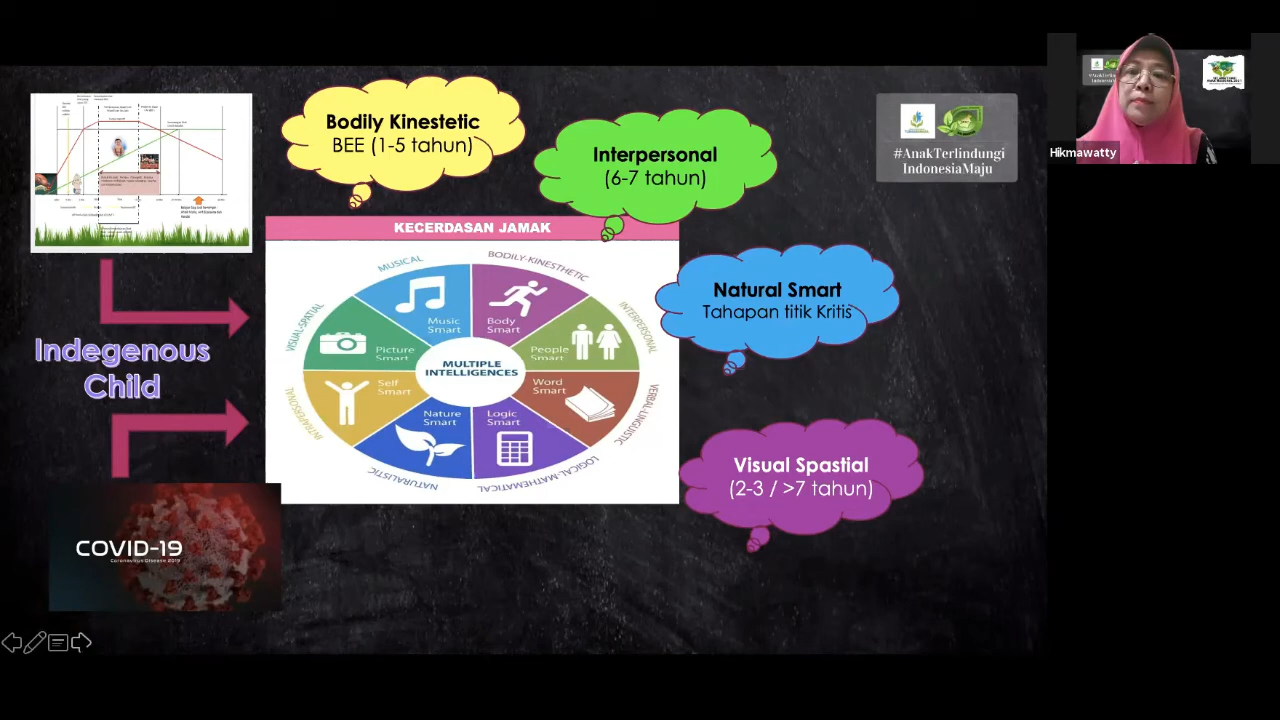 Bodily Kinestetic
BEE (1-5 tahun)
Interpersonal
(6-7 tahun)
#AnakTerlindungi
IndonesiaMaju
Hikmawatty
KECERDASAN JAMAK
MUSICAL
BODILY-KINESTHETIC
INTERPERSONAL
VERBAL-LINGUISTIC
LOGICAL-MATHEMATICAL
NATURALISTIC
INTRAPERSONAL
VISUAL-SPATIAL
Music
Smart
Body
Smart
People
Smart
Word
Smart
Logic
Smart
Nature
Smart
Self
Smart
Picture
Smart
MULTIPLE
INTELLIGENCES
Natural Smart
Tahapan titik Kritis
Indegenous
Child
Visual Spastial
(2-3 / >7 tahun)
COVID-19
Coronavirus Disease 2019